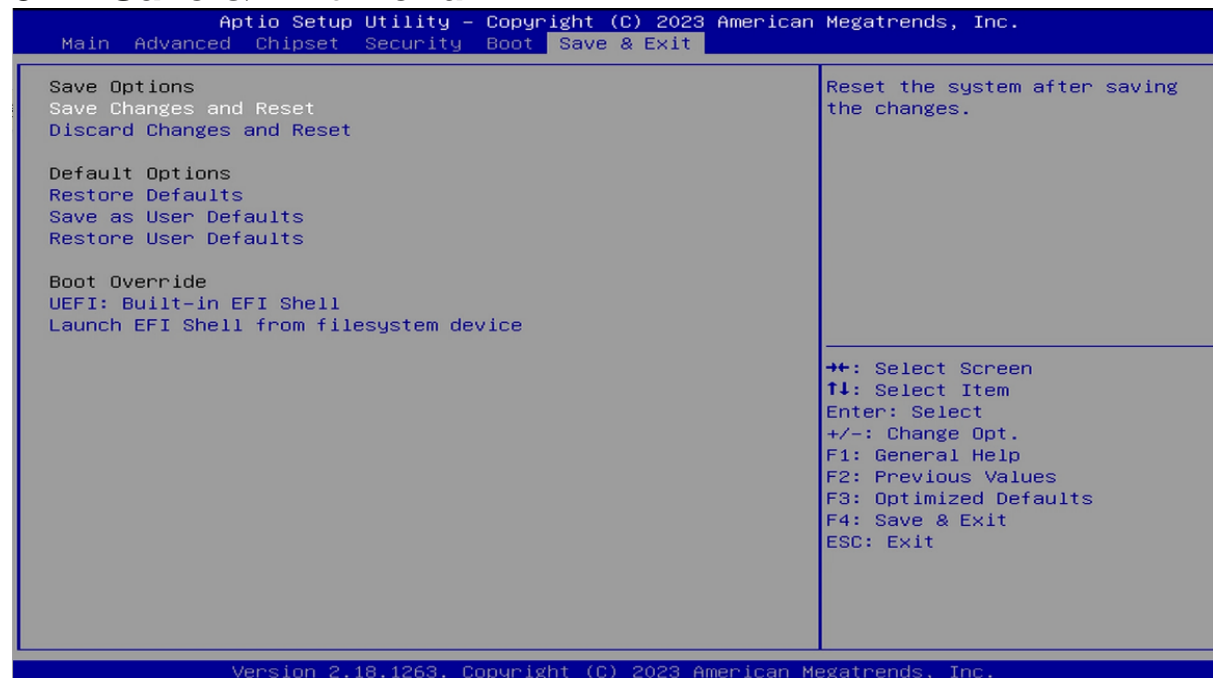 Aptio Setup Utility – Copyright (C) 2023 American Megatrends, Inc.
Main Advanced Chipset Security Boot Save & Exit
Save Options
Save Changes and Reset
Discard Changes and Reset
Default Options
Restore Defaults
Save as User Defaults
Restore User Defaults
Boot Override
UEFI: Built-in EFI Shell
Launch EFI Shell from filesystem device
Reset the system after saving
the changes.
→←: Select Screen
↑↓: Select Item
Enter: Select
+/-: Change Opt.
F1: General Help
F2: Previous Values
F3: Optimized Defaults
F4: Save & Exit
ESC: Exit
Version 2.18.1263. Copyright (C) 2023 American Megatrends, Inc.